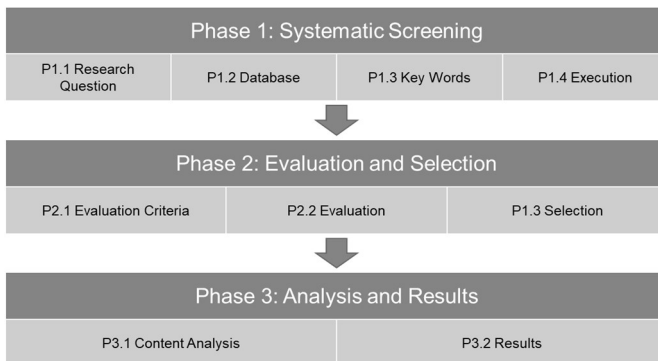 Phase 1: Systematic Screening
P1.1 Research
Question
P1.2 Database
P1.3 Key Words
P1.4 Execution
Phase 2: Evaluation and Selection
P2.1 Evaluation Criteria
P2.2 Evaluation
P1.3 Selection
Phase 3: Analysis and Results
P3.1 Content Analysis
P3.2 Results